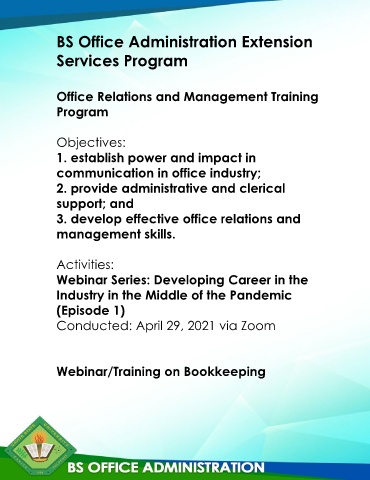 BS Office Administration Extension
Services Program
Office Relations and Management Training
Program
Objectives:
1. establish power and impact in
communication in office industry;
2. provide administrative and clerical
support; and
3. develop effective office relations and
management skills.
Activities:
Webinar Series: Developing Career in the
Industry in the Middle of the Pandemic
(Episode 1)
Conducted: April 29, 2021 via Zoom
Webinar/Training on Bookkeeping
BS OFFICE ADMINISTRATION